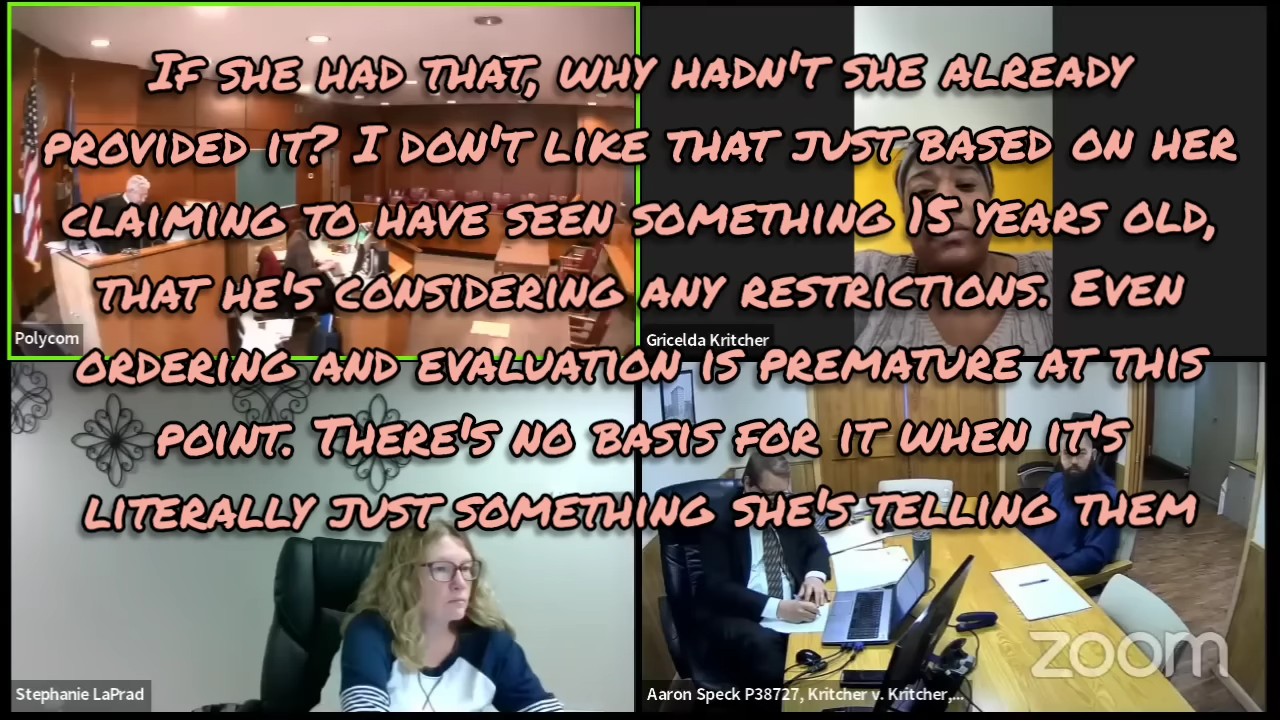 If she had that, why hadn't she already
provided it? I don't like that just based on her
claiming to have seen something 15 years old,
that he's considering any restrictions. Even
ordering and evaluation is premature at this
point. There's no basis for it when it's
literally just something she's telling them
Polycom
Gricelda Kritcher
Stephanie LaPrad
Aaron Speck P38727, Kritcher v. Kritcher,...
zoom